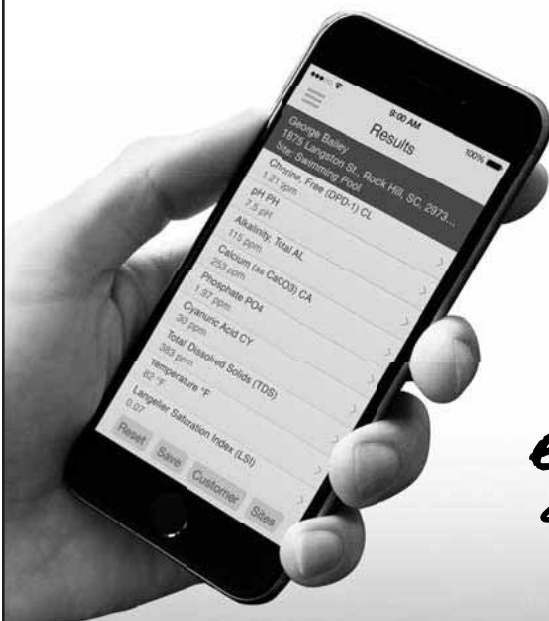 9:00 AM
100%
Results
George Bailey
1875 Langston St., Rock Hill, SC, 2973...
Site: Swimming Pool
Chlorine, Free (DPD-1) CL
1.21 ppm
pH PH
7.5 pH
Alkalinity, Total AL
115 ppm
Calcium (as CaCO3) CA
253 ppm
Phosphate PO4
1.97 ppm
Cyanuric Acid CY
30 ppm
Total Dissolved Solids (TDS)
383 ppm
Temperature °F
82 °F
Langelier Saturation Index (LSI)
0.07
Reset Save Customer Sites